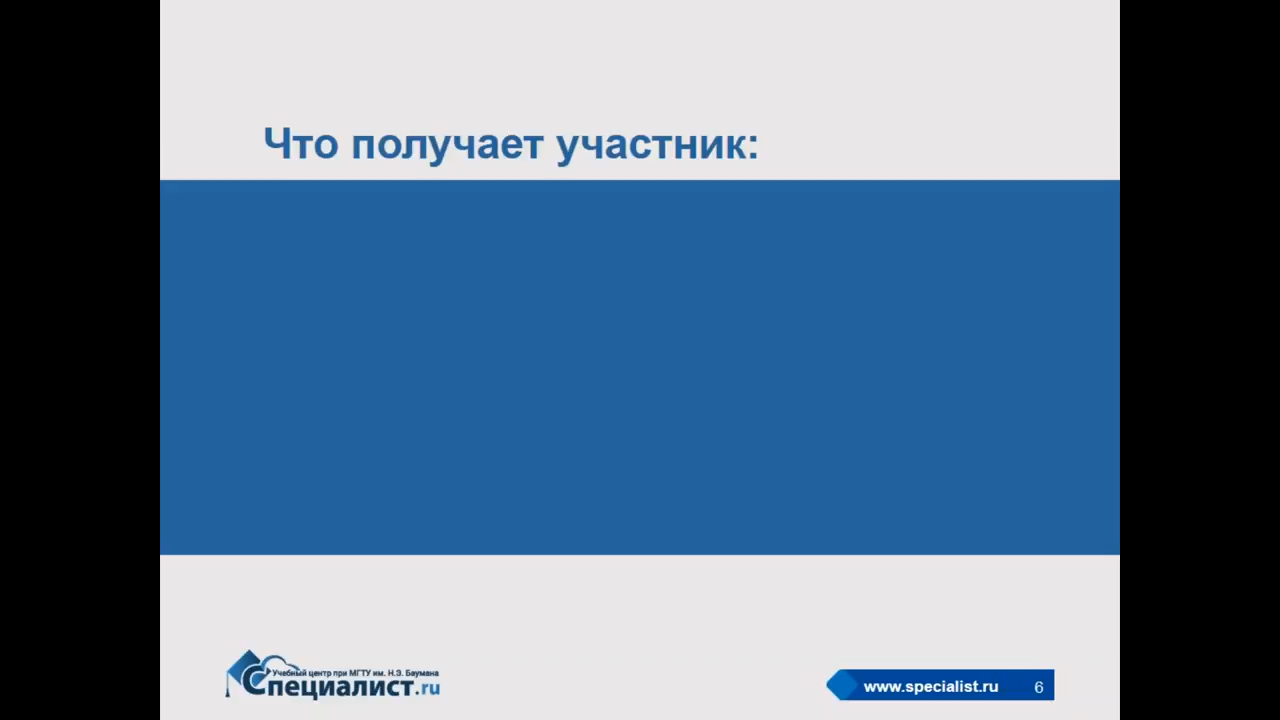 Что получает участник:
Учебный центр при МГТУ им. Н.Э. Баумана
Специалист.ru
www.specialist.ru 6